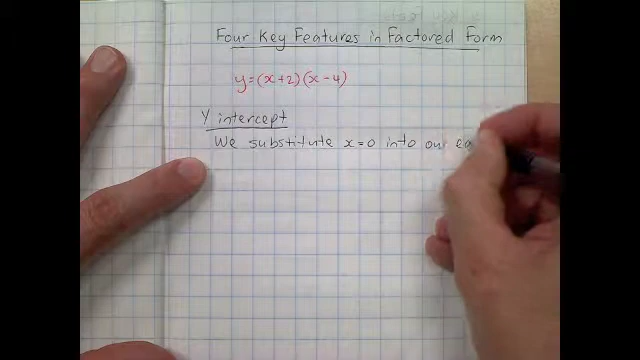 Four Key Features in Factored Form
y=(x+2)(x-4)
Y intercept
We substitute x=0 into our